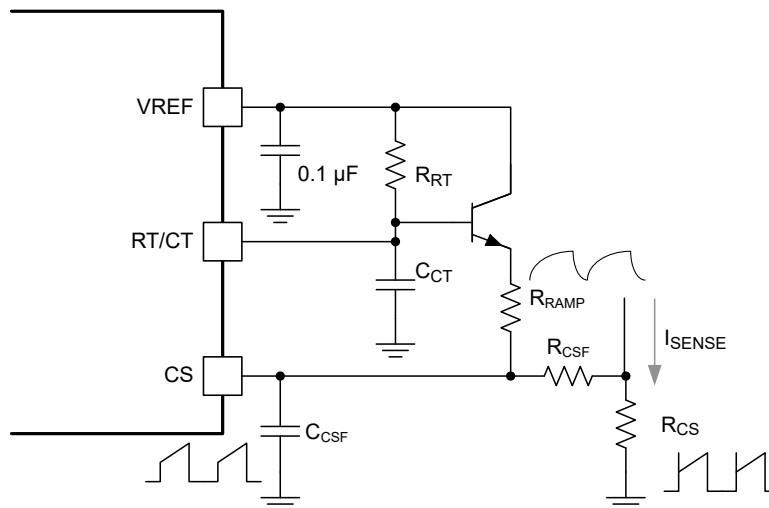 VREF
0.1 µF
RRT
RT/CT
CCT
RRAMP
ISENSE
RCSF
CS
CCSF
RCS